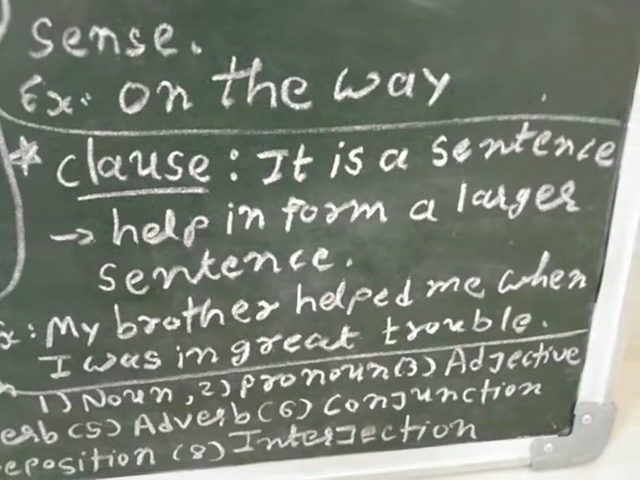 sense.
Ex: on the way
* clause: It is a sentence
→ help in form a larger
sentence.
x: My brother helped me when
I was in great trouble.
1) Noun, 2) pronoun (3) Adjective
erb (5) Adverb (6) Conjunction
eposition (8) Interjection